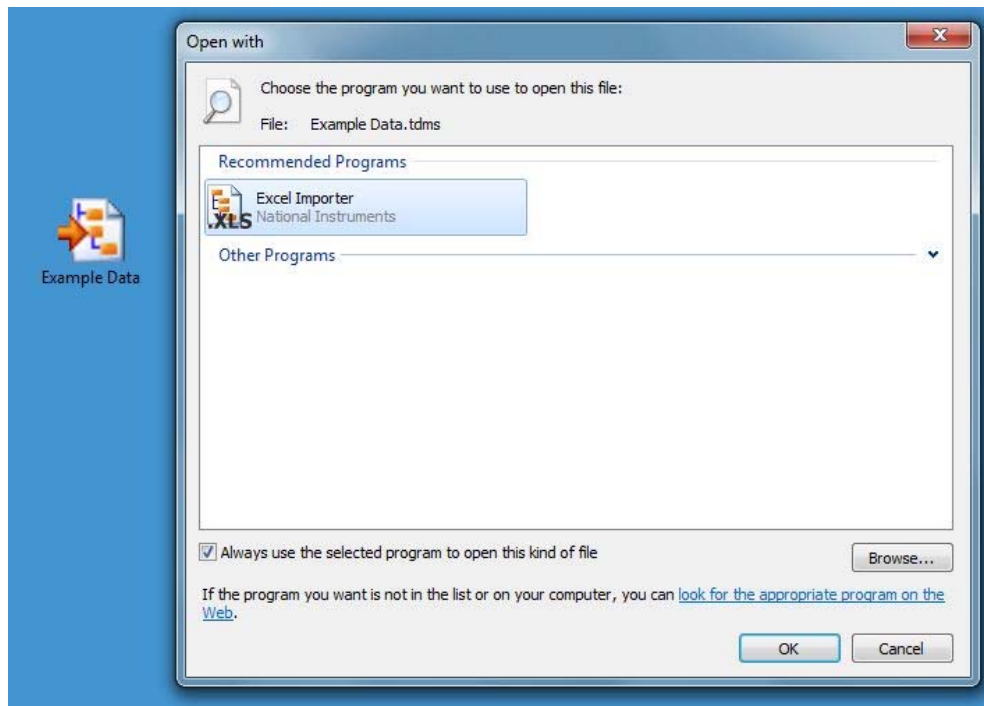 Open with
Choose the program you want to use to open this file:
File: Example Data.tdms
Recommended Programs
Excel Importer
.XLS National Instruments
Other Programs
Example Data
Always use the selected program to open this kind of file
Browse...
If the program you want is not in the list or on your computer, you can look for the appropriate program on the
Web.
OK Cancel